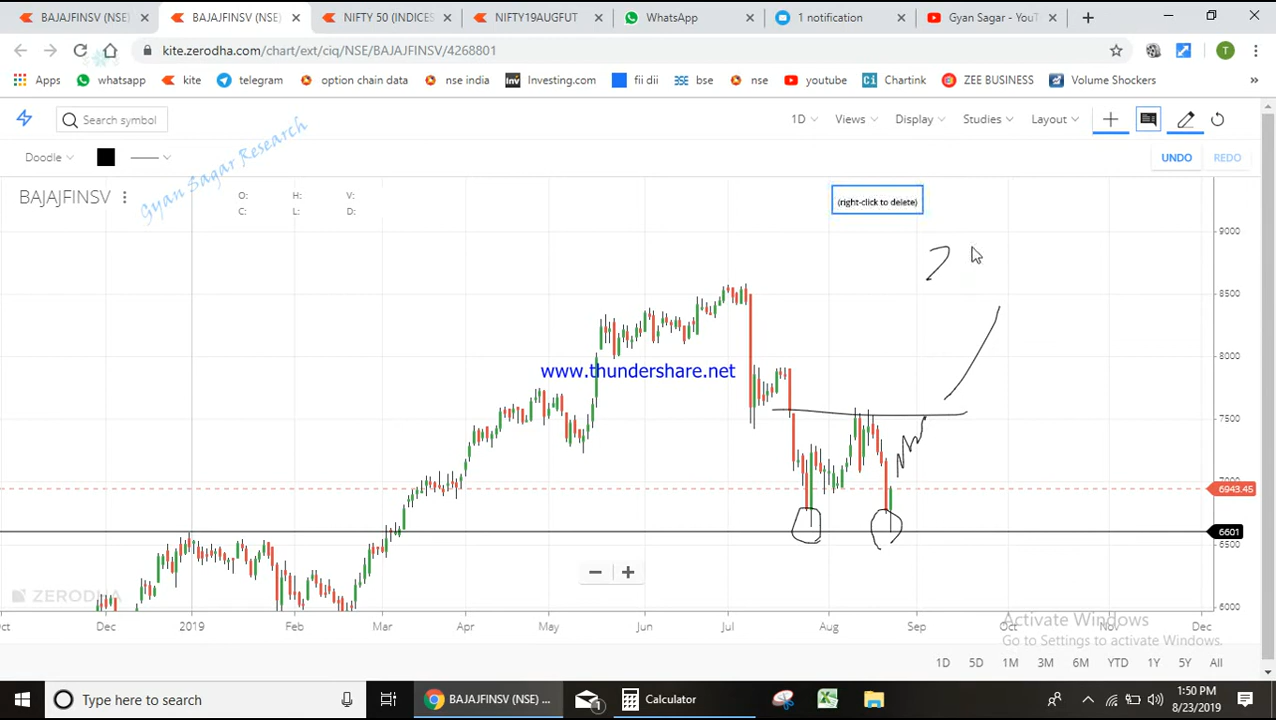 BAJAJFINSV (NSE)
BAJAJFINSV (NSE)
NIFTY 50 (INDICES
NIFTY19AUGFUT
WhatsApp
1 notification
Gyan Sagar - YouT
kite.zerodha.com/chart/ext/ciq/NSE/BAJAJFINSV/4268801
T
Apps
whatsapp
kite
telegram
option chain data
nse india
Inv
Investing.com
fii dii
bse
nse
youtube
Ci
Chartink
ZEE BUSINESS
Volume Shockers
»
Search symbol
1D
Views
Display
Studies
Layout
Doodle
UNDO
REDO
Gyan Sagar Research
BAJAJFINSV
O: H: V:
C: L: D:
(right-click to delete)
9000
8500
8000
7500
7000
6943.45
6601
6500
6000
www.thundershare.net
ZERODHA
ct
Dec
2019
Feb
Mar
Apr
May
Jun
Jul
Aug
Sep
Oct
Nov
Dec
Activate Windows
Go to Settings to activate Windows.
1D 5D 1M 3M 6M YTD 1Y 5Y All
Type here to search
BAJAJFINSV (NSE) ...
1
Calculator
1:50 PM
8/23/2019